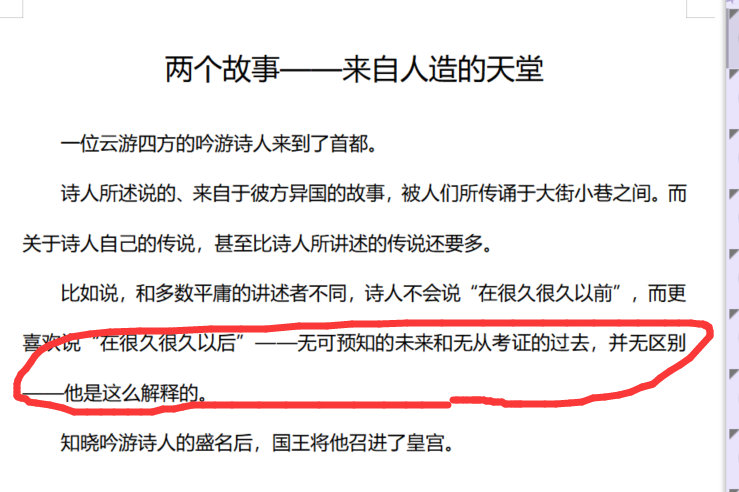 两个故事——来自人造的天堂
一位云游四方的吟游诗人来到了首都。
诗人所述说的、来自于彼方异国的故事，被人们所传诵于大街小巷之间。而
关于诗人自己的传说，甚至比诗人所讲述的传说还要多。
比如说，和多数平庸的讲述者不同，诗人不会说“在很久很久以前”，而更
喜欢说“在很久很久以后”——无可预知的未来和无从考证的过去，并无区别
——他是这么解释的。
知晓吟游诗人的盛名后，国王将他召进了皇宫。